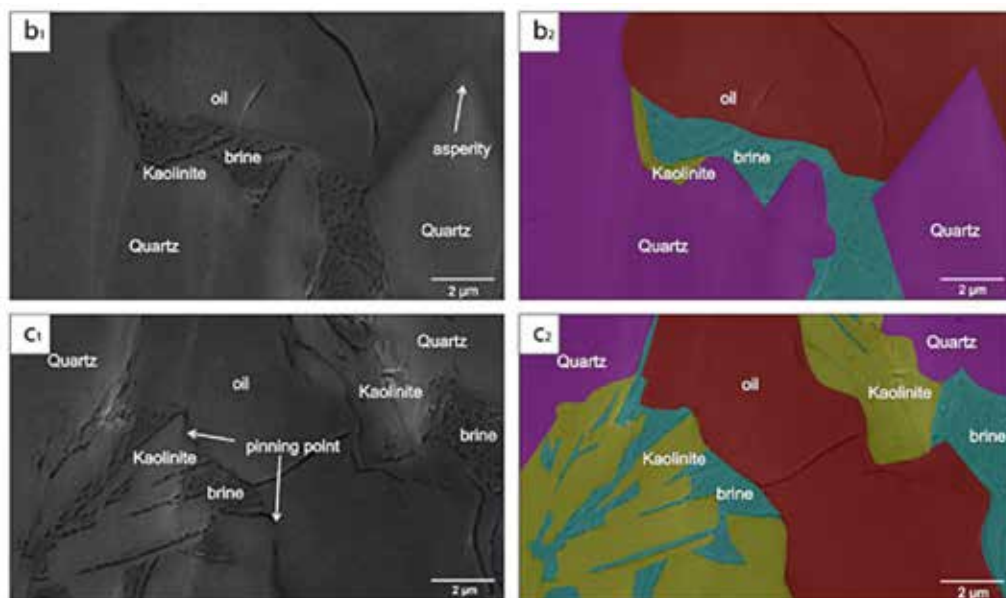 b1
oil
asperity
brine
Kaolinite
Quartz
Quartz
2 μm
b2
oil
brine
Kaolinite
Quartz
Quartz
2 μm
c1
Quartz
Quartz
oil
Kaolinite
brine
pinning point
Kaolinite
brine
2 μm
c2
Quartz
Quartz
oil
Kaolinite
brine
Kaolinite
brine
2 μm